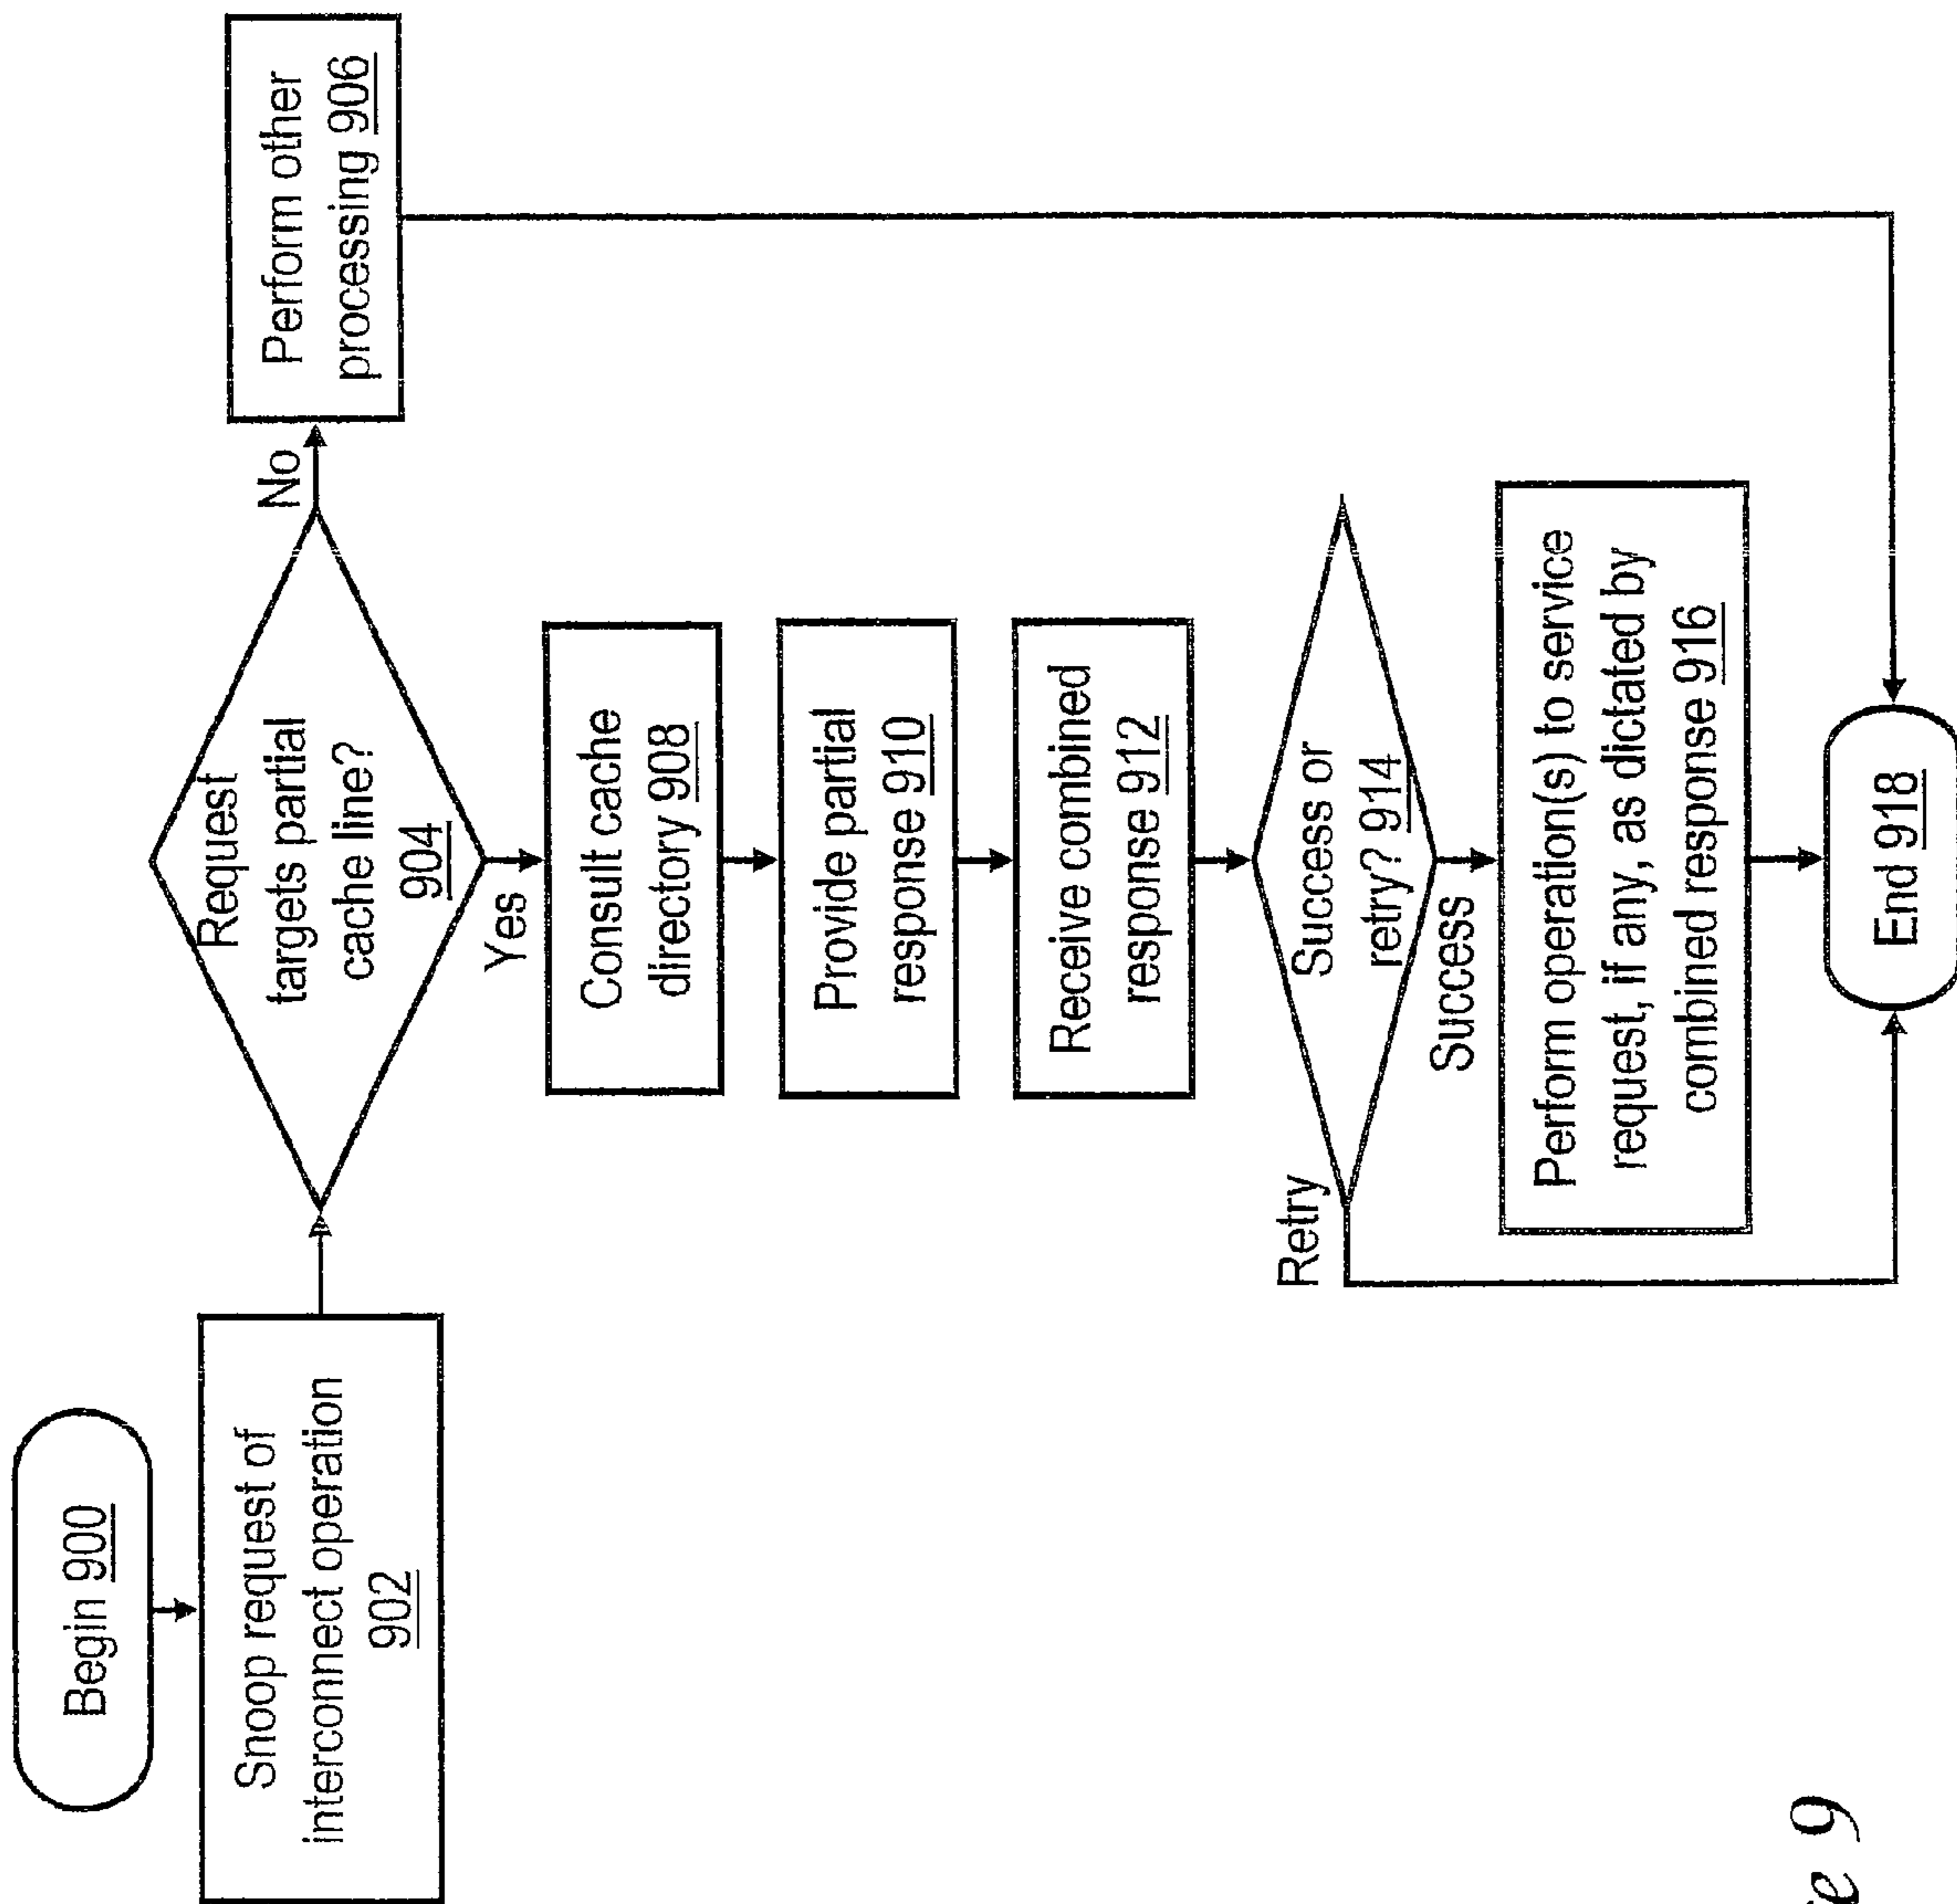 Begin 900
Snoop request of
interconnect operation
902
Request
targets partial
cache line?
904
No
Perform other
processing 906
Yes
Consult cache
directory 908
Provide partial
response 910
Receive combined
response 912
Success or
retry? 914
Retry
Success
Perform operation(s) to service
request, if any, as dictated by
combined response 916
End 918
9